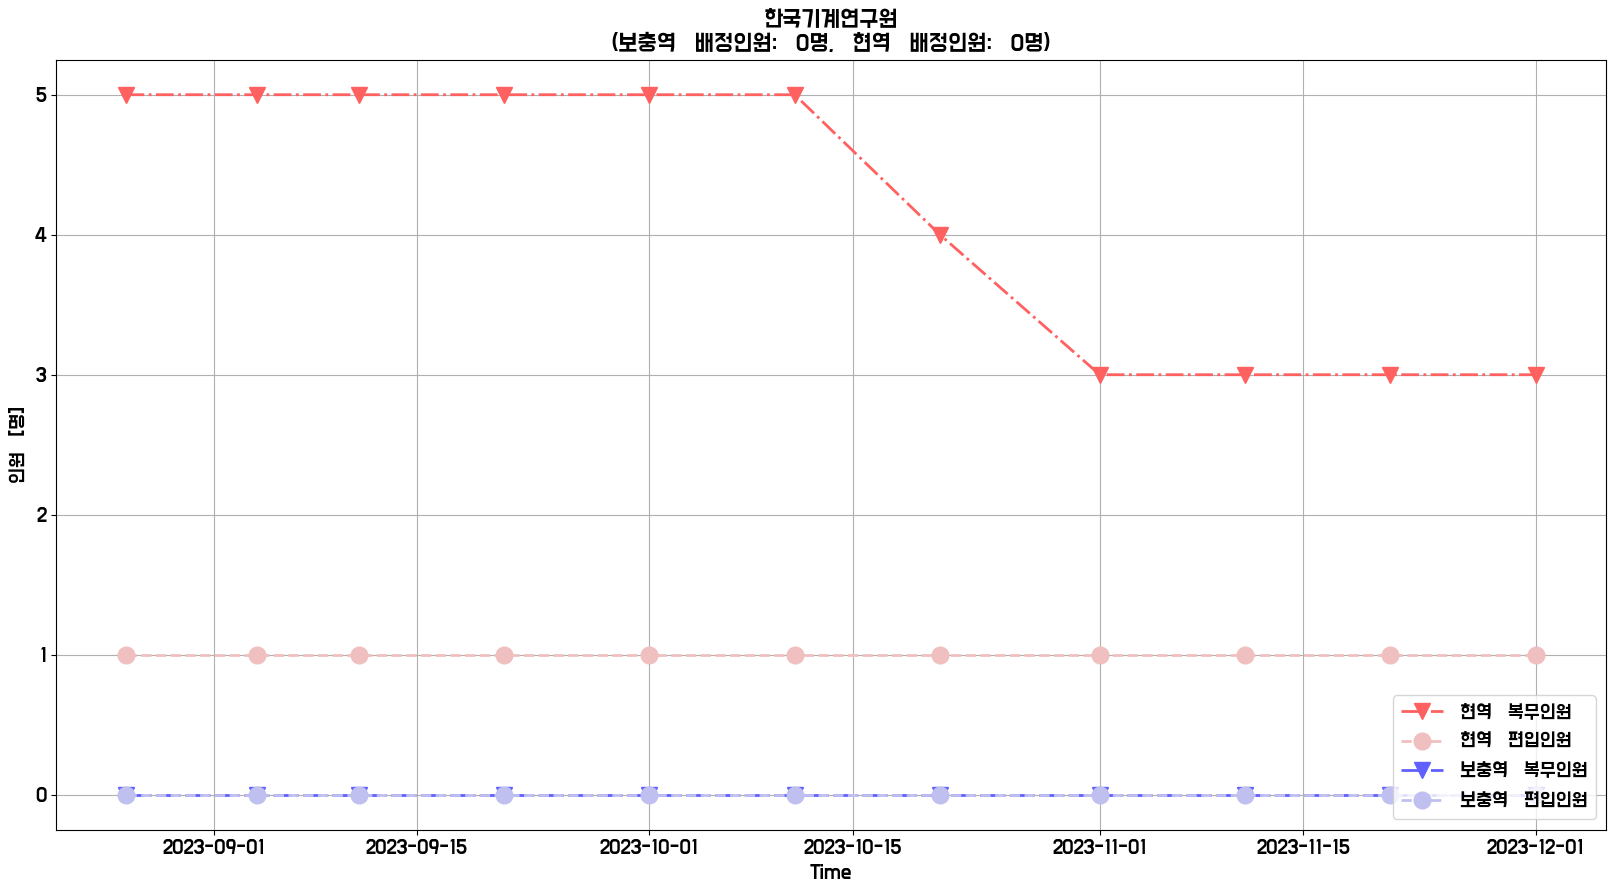 한국기계연구원
(보충역 배정인원: 0명, 현역 배정인원: 0명)
5
4
3
2
1
0
인원 [명]
현역 복무인원
현역 편입인원
보충역 복무인원
보충역 편입인원
2023-09-01 2023-09-15 2023-10-01 2023-10-15 2023-11-01 2023-11-15 2023-12-01
Time